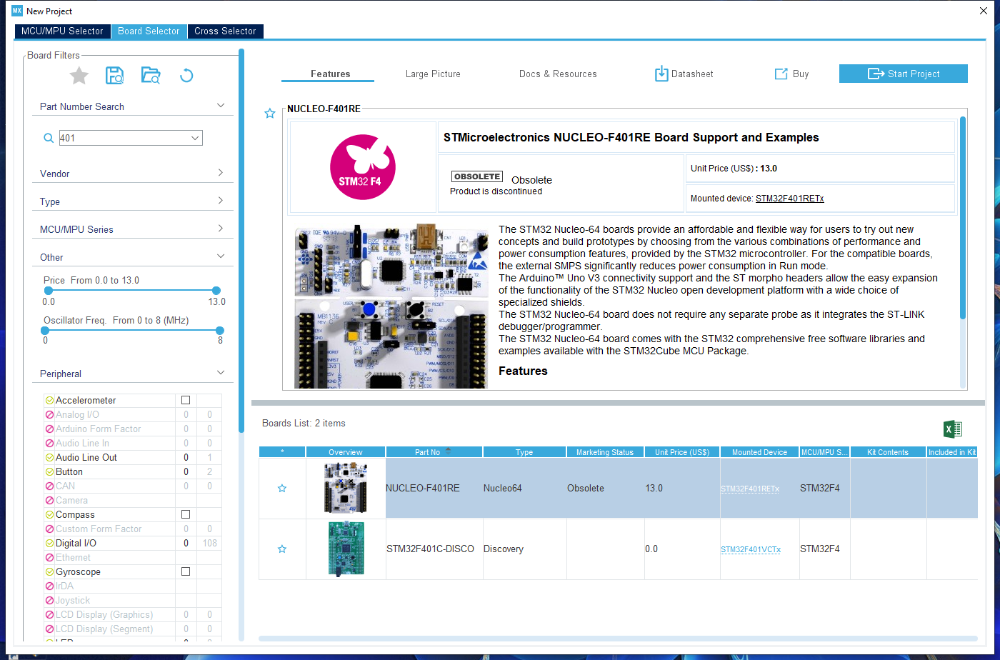 MX New Project
MCU/MPU Selector Board Selector Cross Selector
Board Filters
Part Number Search
401
Vendor
Type
MCU/MPU Series
Other
Price From 0.0 to 13.0
0.0 13.0
Oscillator Freq. From 0 to 8 (MHz)
0 8
Peripheral
Accelerometer
Analog I/O 0 0
Arduino Form Factor 0 0
Audio Line In 0 0
Audio Line Out 0 1
Button 0 2
CAN 0 0
Camera
Compass
Custom Form Factor 0 0
Digital I/O 0 108
Ethernet
Gyroscope
IrDA
Joystick
LCD Display (Graphics) 0 0
LCD Display (Segment) 0 0
Features Large Picture Docs & Resources Datasheet Buy Start Project
NUCLEO-F401RE
STM32 F4
STMicroelectronics NUCLEO-F401RE Board Support and Examples
OBSOLETE Obsolete
Product is discontinued
Unit Price (US$) : 13.0
Mounted device: STM32F401RETx
The STM32 Nucleo-64 boards provide an affordable and flexible way for users to try out new
concepts and build prototypes by choosing from the various combinations of performance and
power consumption features, provided by the STM32 microcontroller. For the compatible boards,
the external SMPS significantly reduces power consumption in Run mode.
The Arduino™ Uno V3 connectivity support and the ST morpho headers allow the easy expansion
of the functionality of the STM32 Nucleo open development platform with a wide choice of
specialized shields.
The STM32 Nucleo-64 board does not require any separate probe as it integrates the ST-LINK
debugger/programmer.
The STM32 Nucleo-64 board comes with the STM32 comprehensive free software libraries and
examples available with the STM32Cube MCU Package.
Features
USER
RESET
MB1136
rev C
Boards List: 2 items
* Overview Part No Type Marketing Status Unit Price (US$) Mounted Device MCU/MPU S... Kit Contents Included in Kit
NUCLEO-F401RE Nucleo64 Obsolete 13.0 STM32F401RETx STM32F4
STM32F401C-DISCO Discovery 0.0 STM32F401VCTx STM32F4